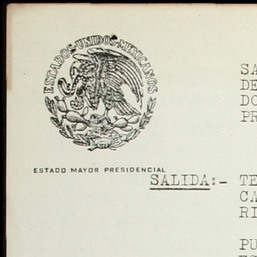 ESTADOS·UNIDOS·MEXICANOS
SA
DE
DO
PR
ESTADO MAYOR PRESIDENCIAL
SALIDA:- TE
CA
RI
PU